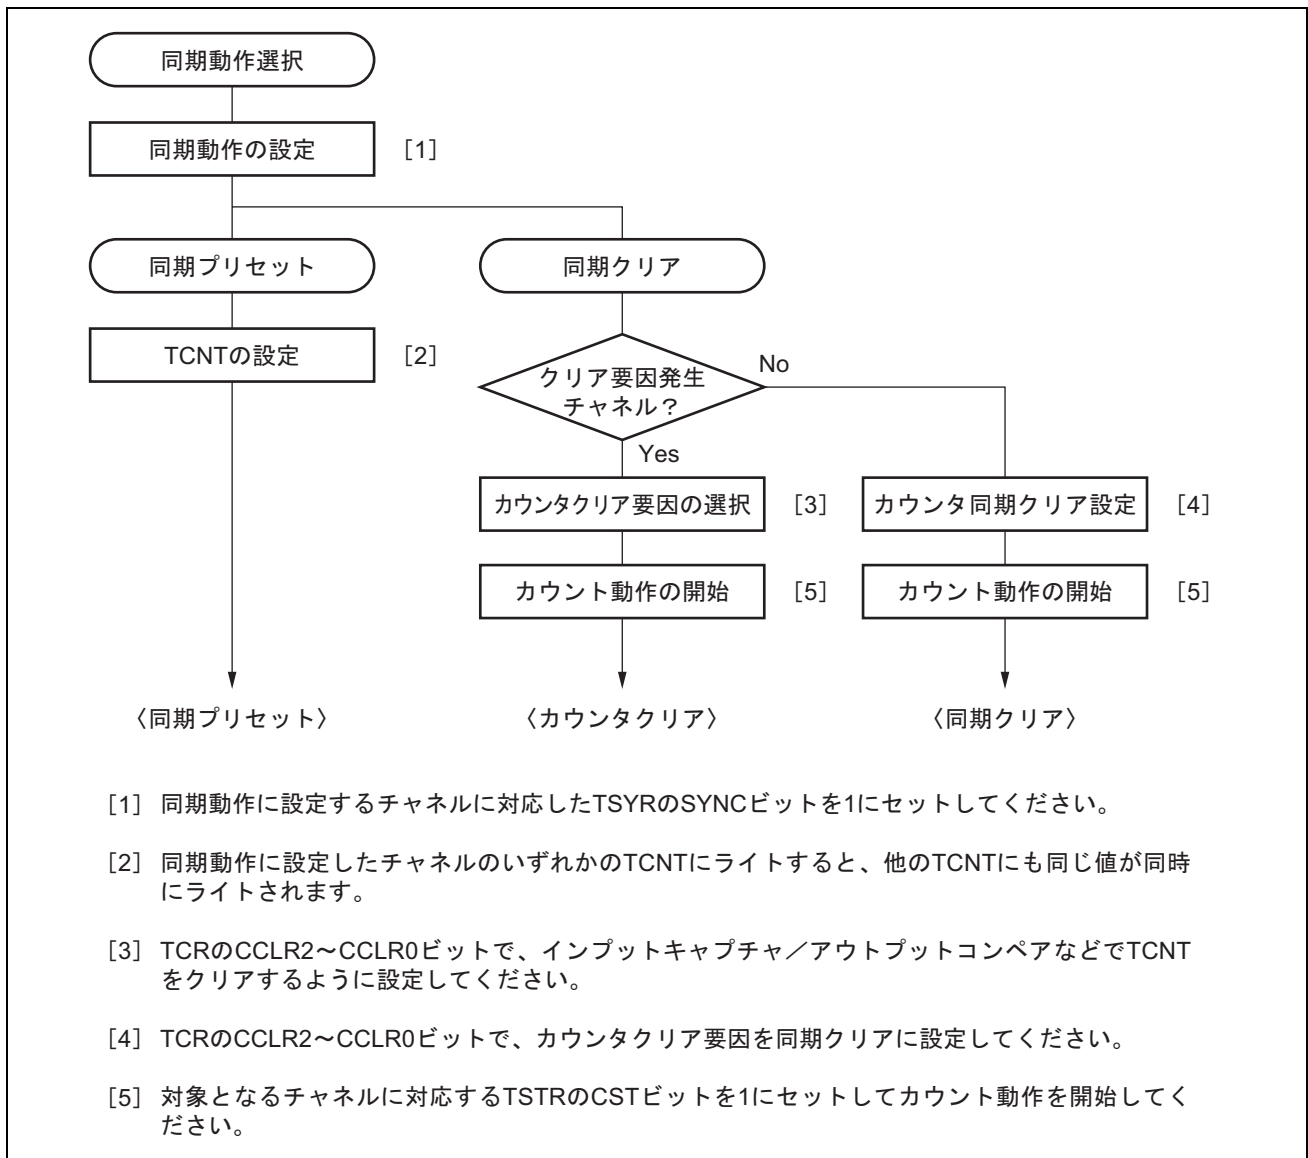 同期動作選択
同期動作の設定 [1]
同期プリセット
同期クリア
TCNTの設定 [2]
クリア要因発生
チャネル?
No
Yes
カウンタクリア要因の選択 [3]
カウンタ同期クリア設定 [4]
カウント動作の開始 [5]
カウント動作の開始 [5]
〈同期プリセット〉
〈カウンタクリア〉
〈同期クリア〉
[1] 同期動作に設定するチャネルに対応したTSYRのSYNCビットを1にセットしてください。
[2] 同期動作に設定したチャネルのいずれかのTCNTにライトすると、他のTCNTにも同じ値が同時
にライトされます。
[3] TCRのCCLR2～CCLR0ビットで、インプットキャプチャ／アウトプットコンペアなどでTCNT
をクリアするように設定してください。
[4] TCRのCCLR2～CCLR0ビットで、カウンタクリア要因を同期クリアに設定してください。
[5] 対象となるチャネルに対応するTSTRのCSTビットを1にセットしてカウント動作を開始してく
ださい。